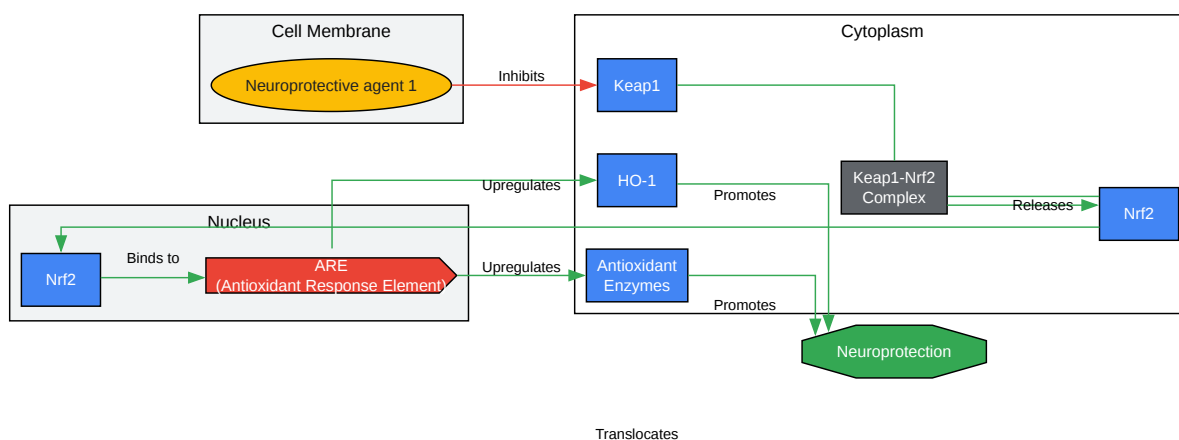 Cell Membrane
Neuroprotective agent 1
Inhibits
Cytoplasm
Keap1
HO-1
Upregulates
Promotes
Keap1-Nrf2
Complex
Releases
Nrf2
Nucleus
Nrf2
Binds to
ARE
(Antioxidant Response Element)
Upregulates
Antioxidant
Enzymes
Promotes
Neuroprotection
Translocates